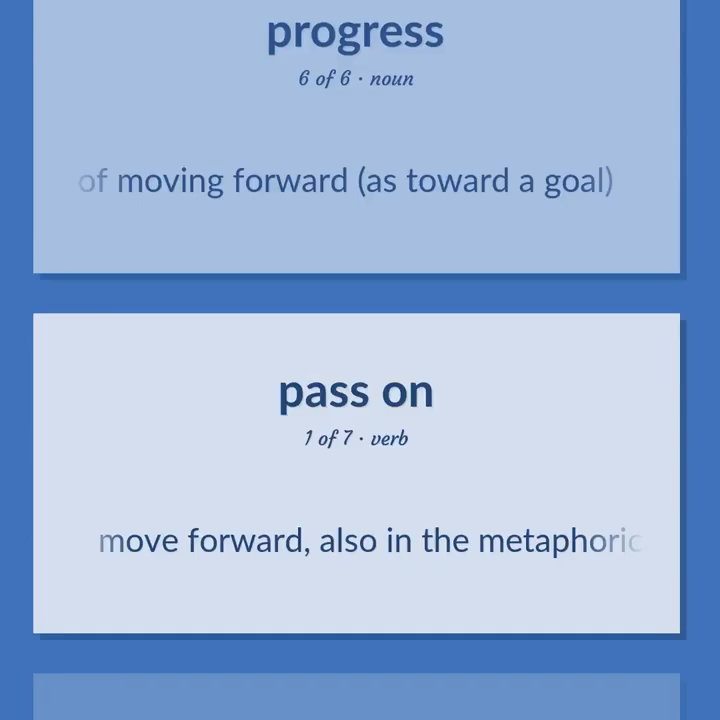 progress
6 of 6 · noun
of moving forward (as toward a goal)
pass on
1 of 7 · verb
move forward, also in the metaphoric